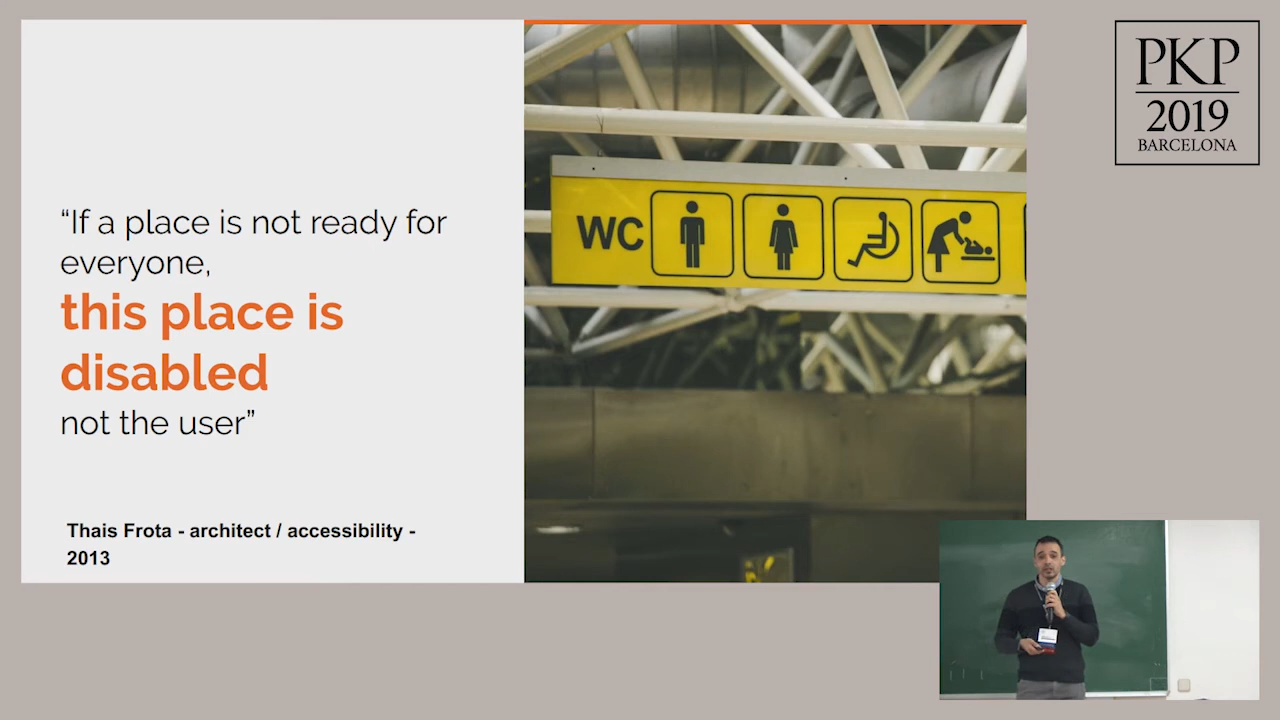 “If a place is not ready for
everyone,
this place is
disabled
not the user”
Thais Frota - architect / accessibility -
2013
WC
PKP
2019
BARCELONA